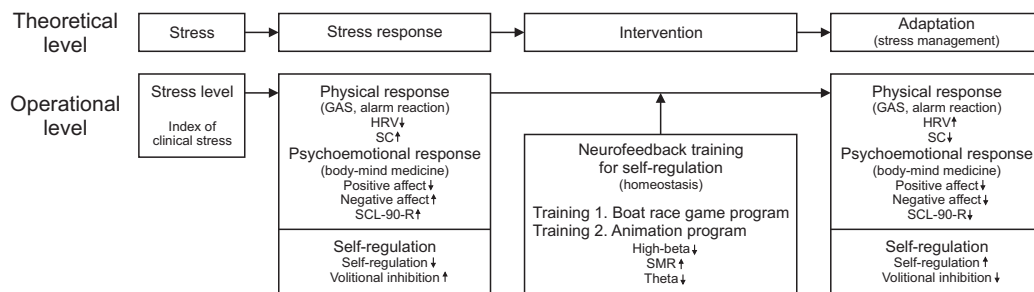 Theoretical level
Stress
Stress response
Intervention
Adaptation
(stress management)
Operational level
Stress level
Index of
clinical stress
Physical response
(GAS, alarm reaction)
HRV↓
SC↑
Psychoemotional response
(body-mind medicine)
Positive affect↓
Negative affect↑
SCL-90-R↑
Self-regulation
Self-regulation↓
Volitional inhibition↑
Neurofeedback training
for self-regulation
(homeostasis)
Training 1. Boat race game program
Training 2. Animation program
High-beta↓
SMR↑
Theta↓
Physical response
(GAS, alarm reaction)
HRV↑
SC↓
Psychoemotional response
(body-mind medicine)
Positive affect↓
Negative affect↓
SCL-90-R↓
Self-regulation
Self-regulation↑
Volitional inhibition↓